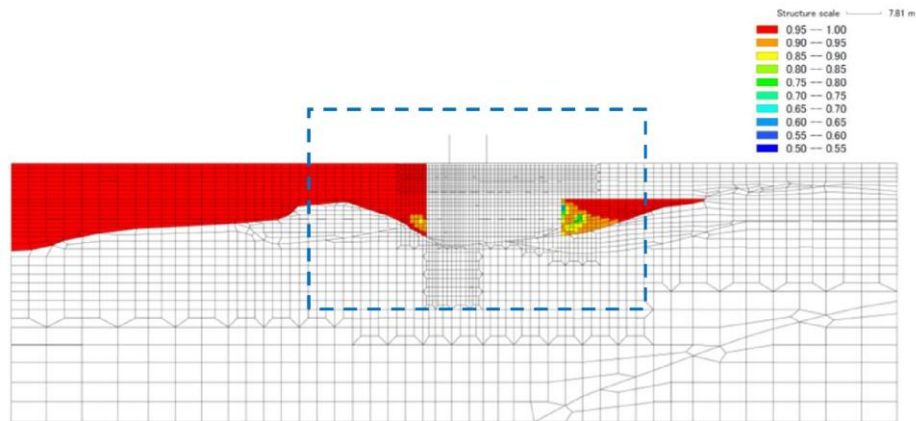 Structure scale 7.81 m
0.95 — 1.00
0.90 — 0.95
0.85 — 0.90
0.80 — 0.85
0.75 — 0.80
0.70 — 0.75
0.65 — 0.70
0.60 — 0.65
0.55 — 0.60
0.50 — 0.55